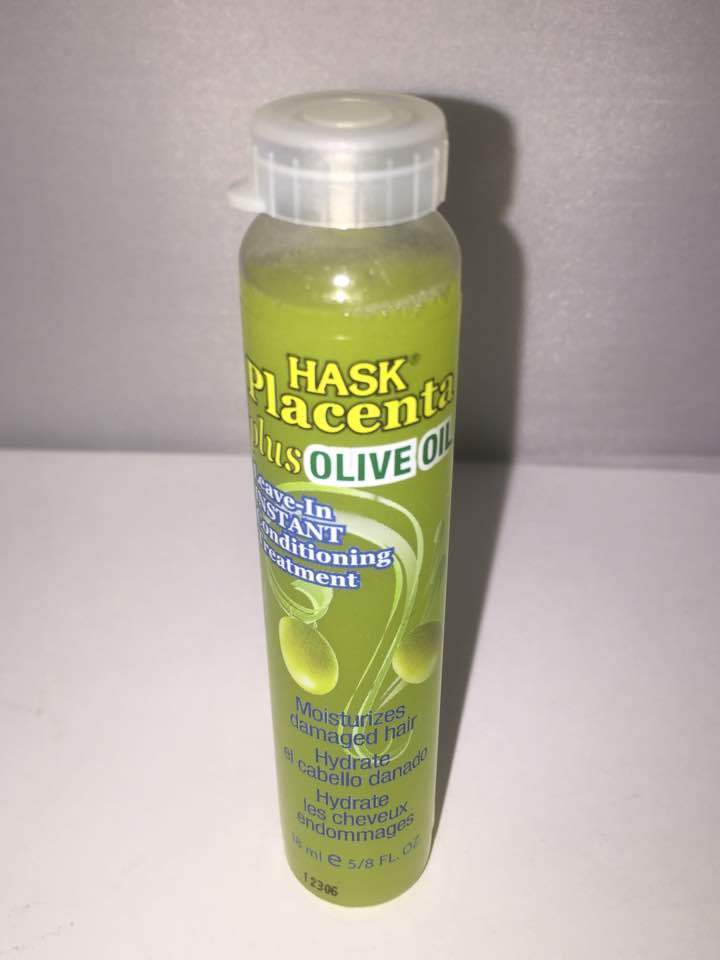 HASK®
Placenta
plus OLIVE OIL
Leave-In
INSTANT
Conditioning
Treatment
Moisturizes
damaged hair
Hydrate
el cabello danado
Hydrate
les cheveux
endommages
18 ml e 5/8 FL. OZ
12306